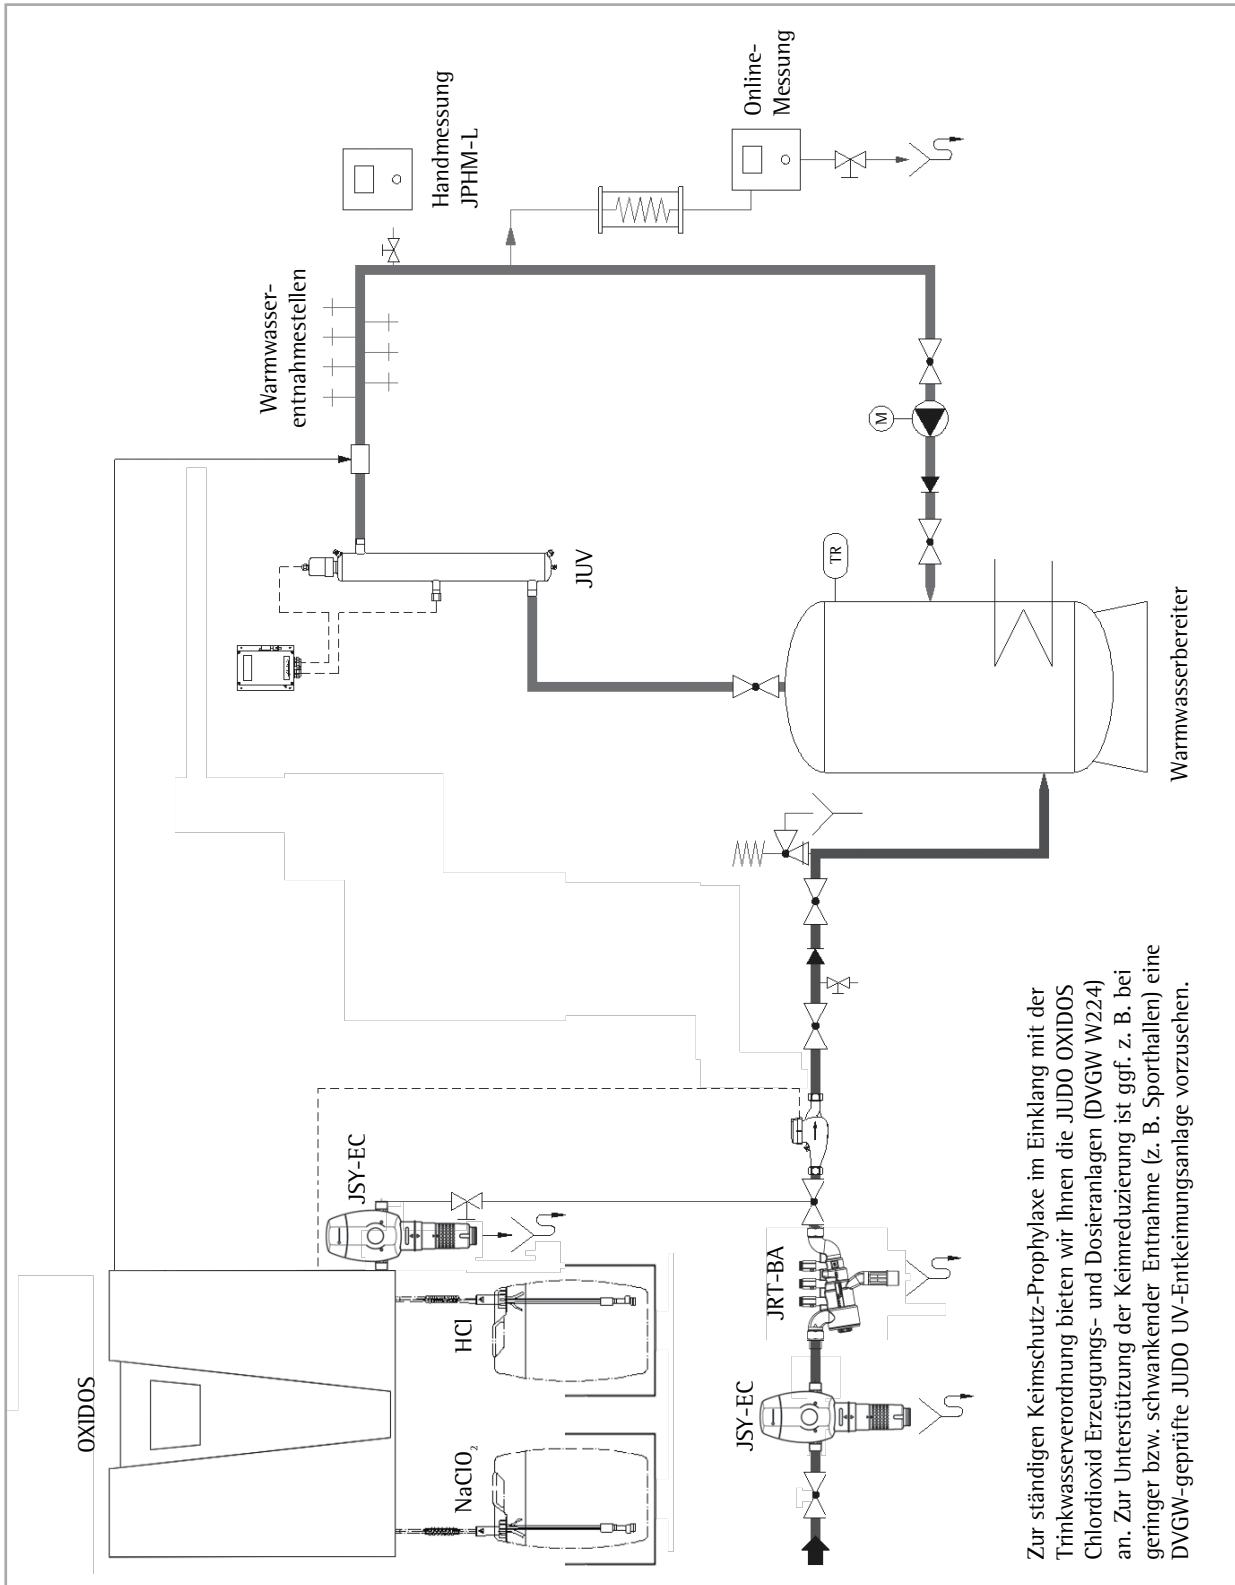 OXIDOS
NaClO₂
HCl
JSY-EC
JSY-EC
JRT-BA
JUV
Warmwasser-
entnahmestellen
Handmessung
JPHM-L
Online-
Messung
M
TR
Warmwasserbereiter
Zur ständigen Keimschutz-Prophylaxe im Einklang mit der
Trinkwasserverordnung bieten wir Ihnen die JUDO OXIDOS
Chlordioxid Erzeugungs- und Dosieranlagen (DVGW W224)
an. Zur Unterstützung der Keimreduzierung ist ggf. z. B. bei
geringer bzw. schwankender Entnahme (z. B. Sporthallen) eine
DVGW-geprüfte JUDO UV-Entkeimungsanlage vorzusehen.